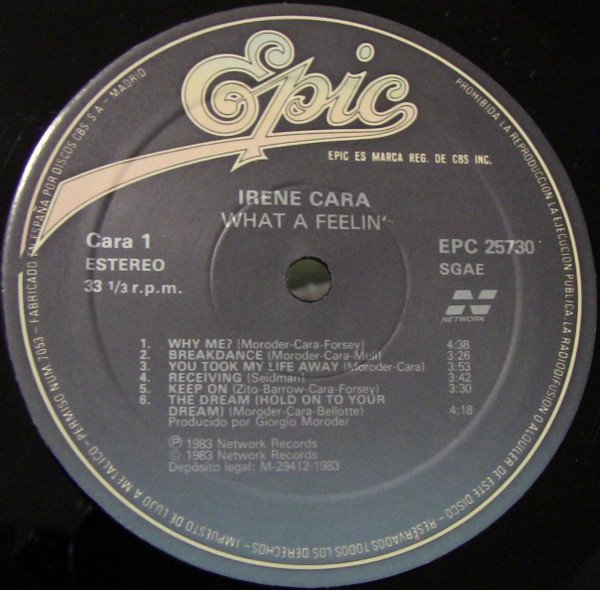 Epic
EPIC ES MARCA REG. DE CBS INC.
IRENE CARA
WHAT A FEELIN'
Cara 1
ESTEREO
33 1/3 r.p.m.
EPC 25730
SGAE
NETWORK
1. WHY ME? (Moroder-Cara-Forsey) 4:38
2. BREAKDANCE (Moroder-Cara-Mull) 3:26
3. YOU TOOK MY LIFE AWAY (Moroder-Cara) 3:53
4. RECEIVING (Seidman) 3:42
5. KEEP ON (Zito-Barrow-Cara-Forsey) 3:30
6. THE DREAM (HOLD ON TO YOUR
DREAM) (Moroder-Cara-Bellotte) 4:18
Producido por Giorgio Moroder
℗ 1983 Network Records
© 1983 Network Records
Depósito legal: M-29412-1983
PROHIBIDA LA REPRODUCCION, LA EJECUCION PUBLICA, LA RADIODIFUSION O ALQUILER DE ESTE DISCO - RESERVADOS TODOS LOS DERECHOS - IMPUESTO DE LUJO A METALICO - PERMISO NUM. 7053 - FABRICADO EN ESPAÑA POR DISCOS CBS S.A. - MADRID